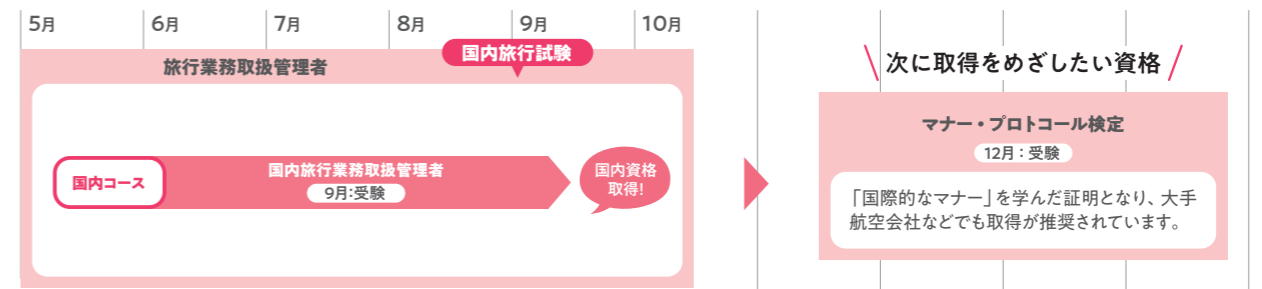 5月 6月 7月 8月 9月 10月
国内旅行試験
旅行業務取扱管理者
国内コース
国内旅行業務取扱管理者
9月:受験
国内資格
取得!
次に取得をめざしたい資格
マナー・プロトコール検定
12月:受験
「国際的なマナー」を学んだ証明となり、大手
航空会社などでも取得が推奨されています。